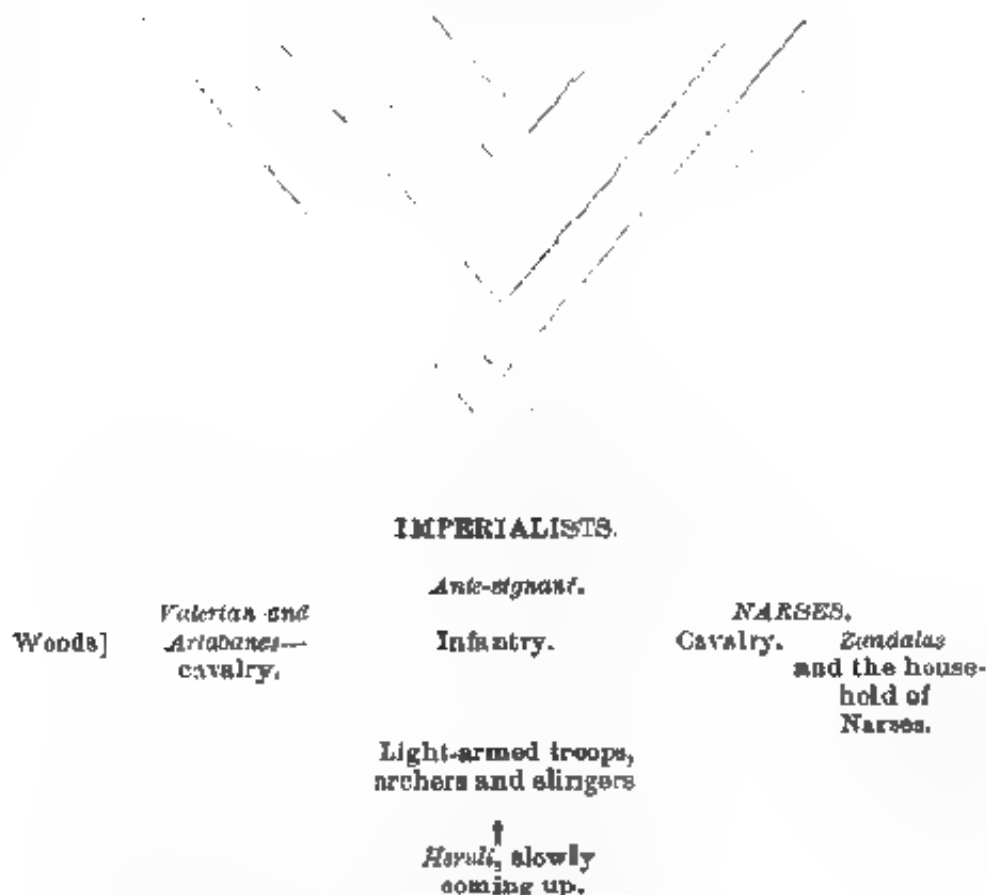 IMPERIALISTS.
Ante-signani.
Valerian and
Artabanes—
cavalry.
Woods]
Infantry.
NARSES.
Cavalry.
Zandalas
and the house-
hold of
Narses.
Light-armed troops,
archers and slingers
Heruli, slowly
coming up.